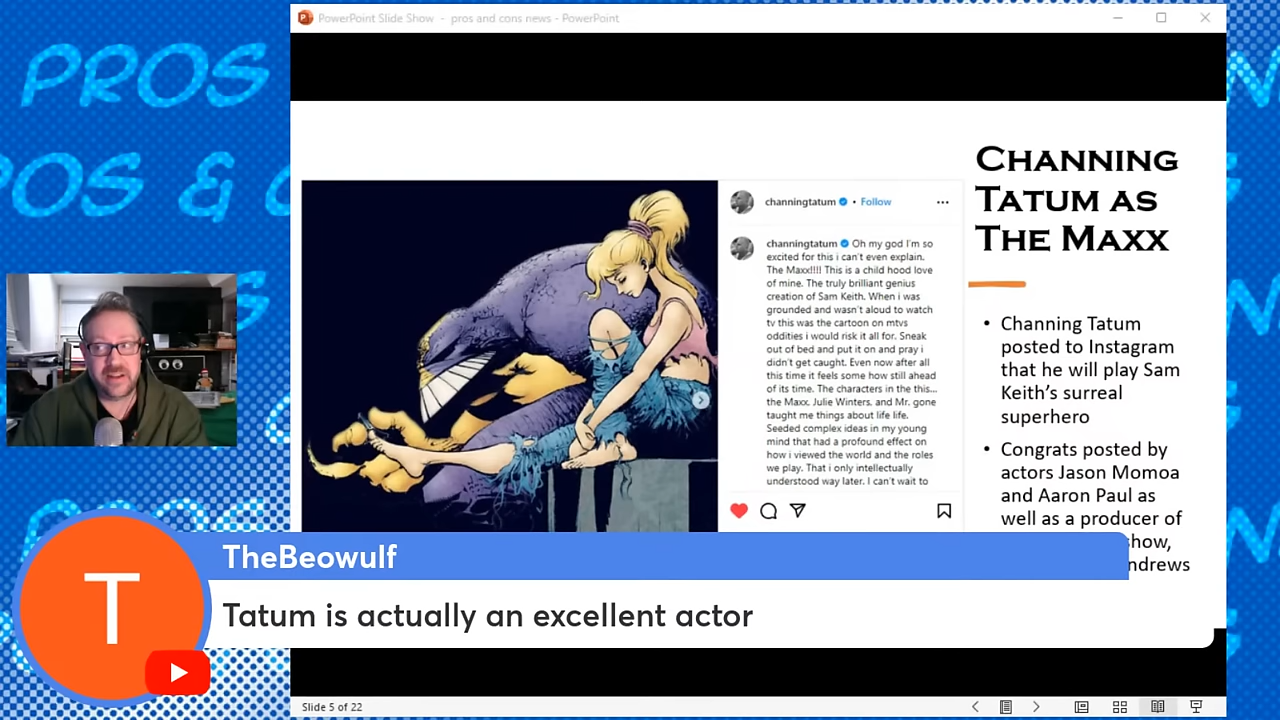 PowerPoint Slide Show - pros and cons news - PowerPoint
PROS
OS & C
CHANNING
TATUM AS
THE MAXX
channingtatum • Follow
channingtatum Oh my god I'm so
excited for this i can't even explain.
The Maxx!!!! This is a child hood love
of mine. The truly brilliant genius
creation of Sam Keith. When i was
grounded and wasn't aloud to watch
tv this was the cartoon on mtvs
oddities i would risk it all for. Sneak
out of bed and put it on and pray i
didn't get caught. Even now after all
this time it feels some how still ahead
of its time. The characters in the this...
the Maxx, Julie Winters, and Mr. gone
taught me things about life life.
Seeded complex ideas in my young
mind that had a profound effect on
how i viewed the world and the roles
we play. That i only intellectually
understood way later. I can't wait to
• Channing Tatum
posted to Instagram
that he will play Sam
Keith's surreal
superhero
• Congrats posted by
actors Jason Momoa
and Aaron Paul as
well as a producer of
show,
ndrews
T
TheBeowulf
Tatum is actually an excellent actor
Slide 5 of 22